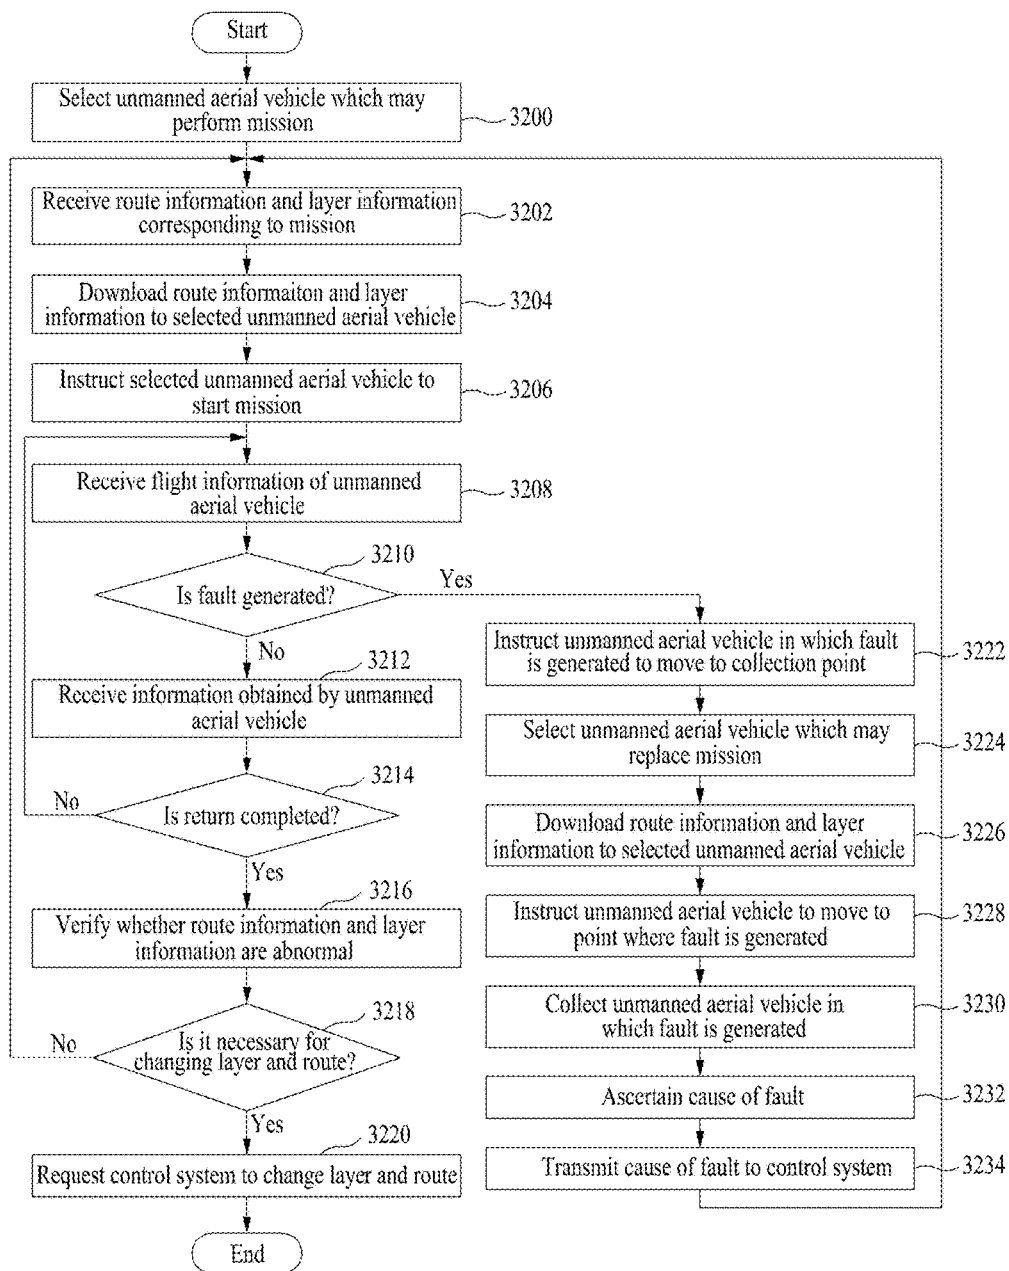 Start
Select unmanned aerial vehicle which may
perform mission
3200
Receive route information and layer information
corresponding to mission
3202
Download route informaiton and layer
information to selected unmanned aerial vehicle
3204
Instruct selected unmanned aerial vehicle to
start mission
3206
Receive flight information of unmanned
aerial vehicle
3208
3210
Is fault generated?
Yes
No
3212
Receive information obtained by unmanned
aerial vehicle
3214
Is return completed?
No
Yes
3216
Verify whether route information and layer
information are abnormal
3218
Is it necessary for
changing layer and route?
No
Yes
3220
Request control system to change layer and route
End
Instruct unmanned aerial vehicle in which fault
is generated to move to collection point
3222
Select unmanned aerial vehicle which may
replace mission
3224
Download route information and layer
information to selected unmanned aerial vehicle
3226
Instruct unmanned aerial vehicle to move to
point where fault is generated
3228
Collect unmanned aerial vehicle in
which fault is generated
3230
Ascertain cause of fault
3232
Transmit cause of fault to control system
3234